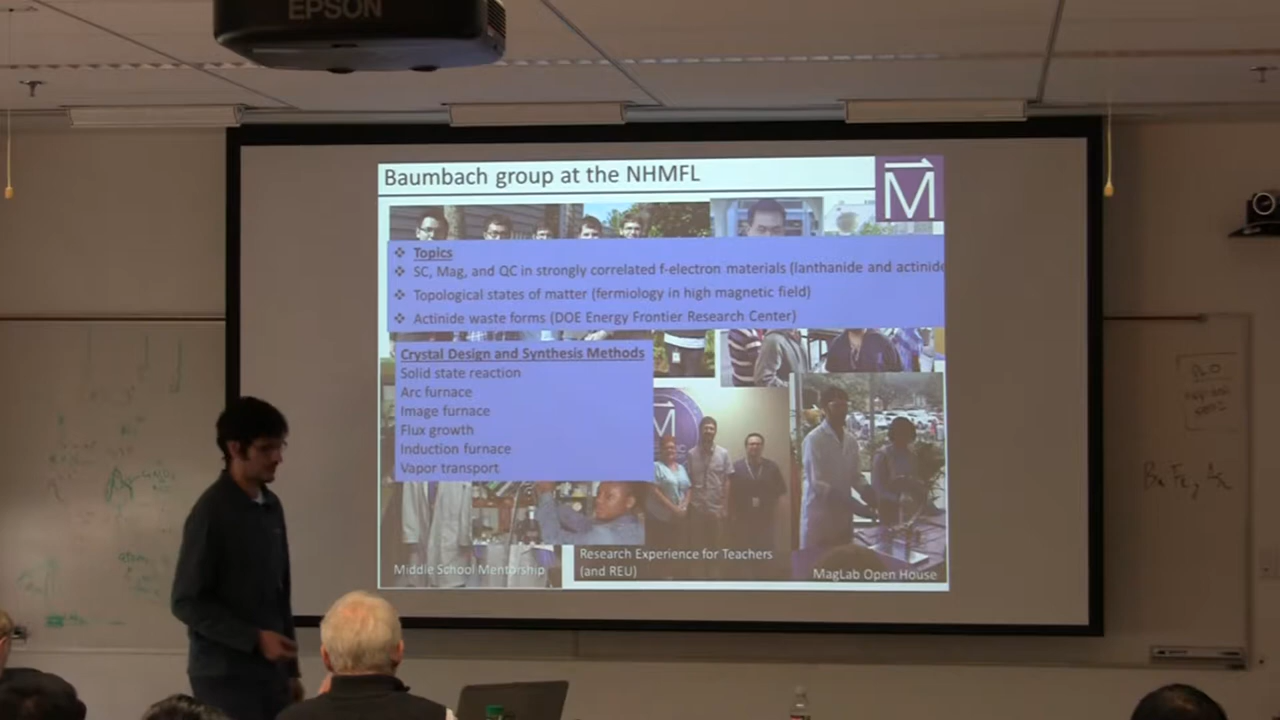 EPSON
Baumbach group at the NHMFL
M
❖ Topics
❖ SC, Mag, and QC in strongly correlated f-electron materials (lanthanide and actinide
❖ Topological states of matter (fermiology in high magnetic field)
❖ Actinide waste forms (DOE Energy Frontier Research Center)
Crystal Design and Synthesis Methods
Solid state reaction
Arc furnace
Image furnace
Flux growth
Induction furnace
Vapor transport
M
Middle School Mentorship
Research Experience for Teachers
(and REU)
MagLab Open House